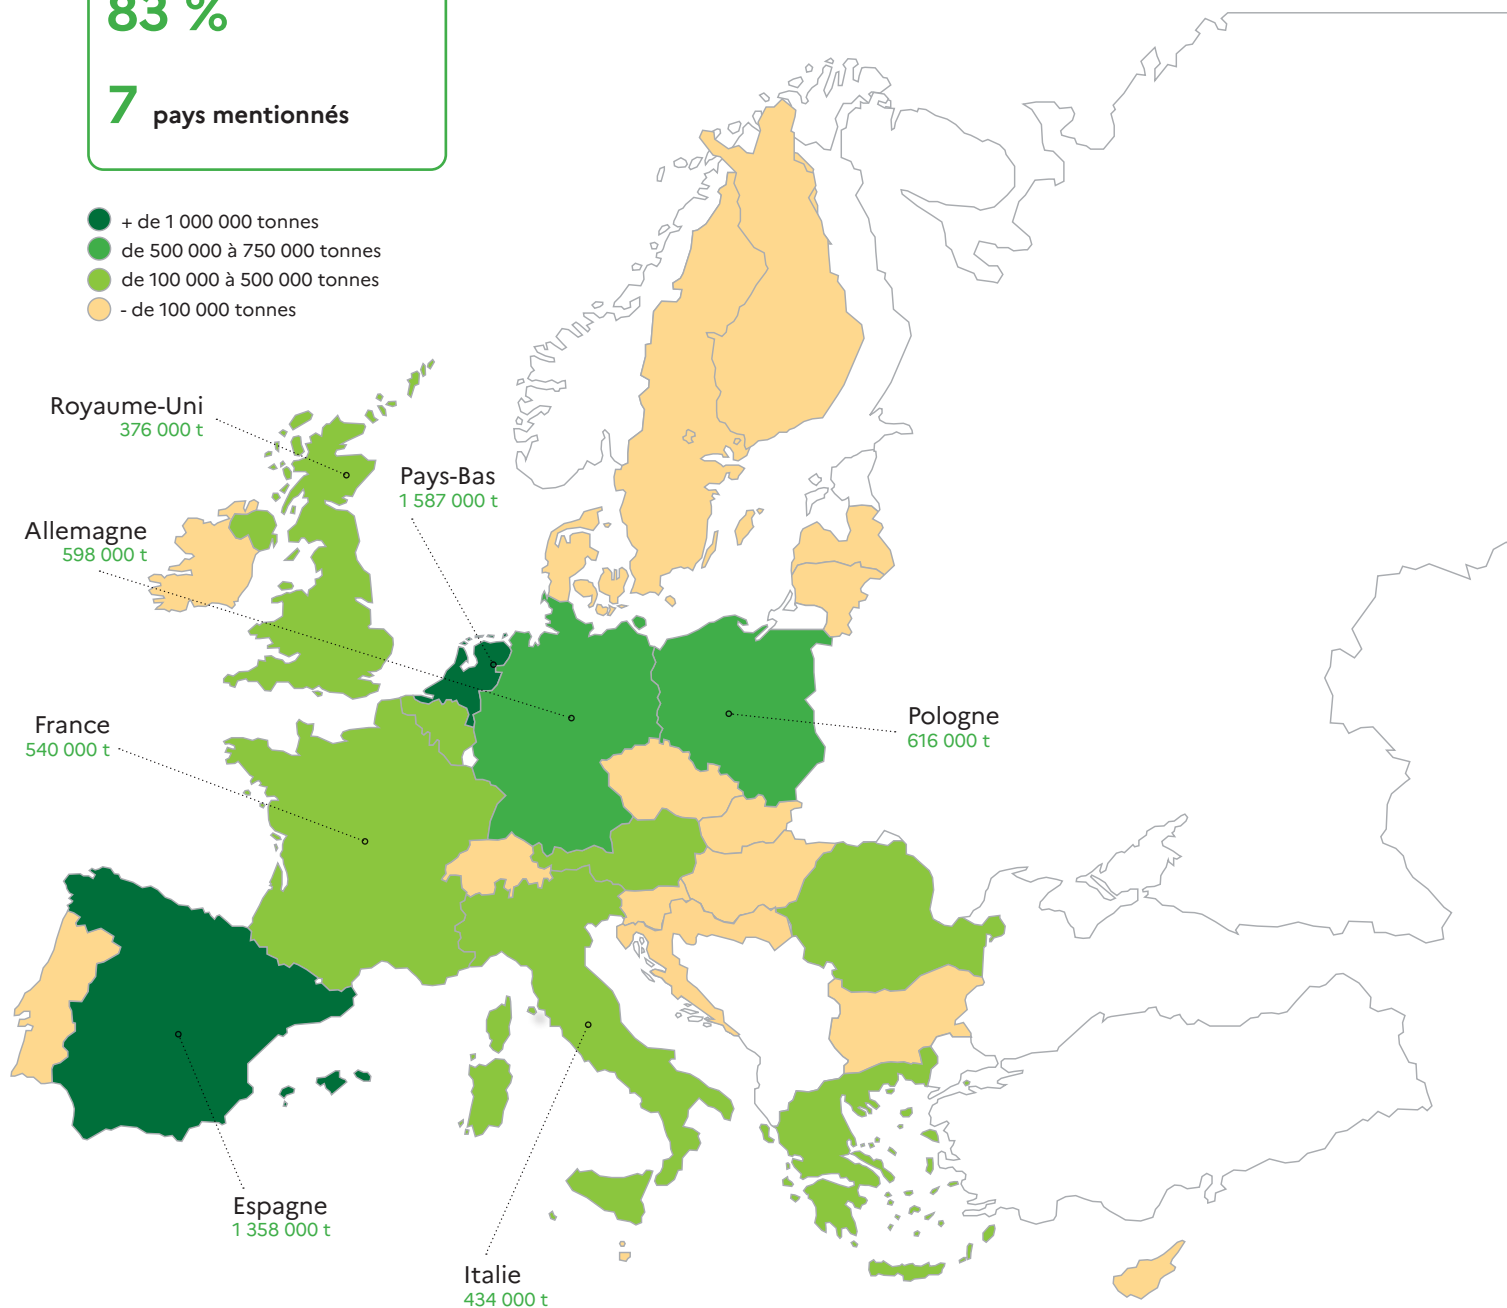 83 %
7 pays mentionnés
+ de 1 000 000 tonnes
de 500 000 à 750 000 tonnes
de 100 000 à 500 000 tonnes
- de 100 000 tonnes
Royaume-Uni
376 000 t
Pays-Bas
1 587 000 t
Allemagne
598 000 t
France
540 000 t
Pologne
616 000 t
Espagne
1 358 000 t
Italie
434 000 t